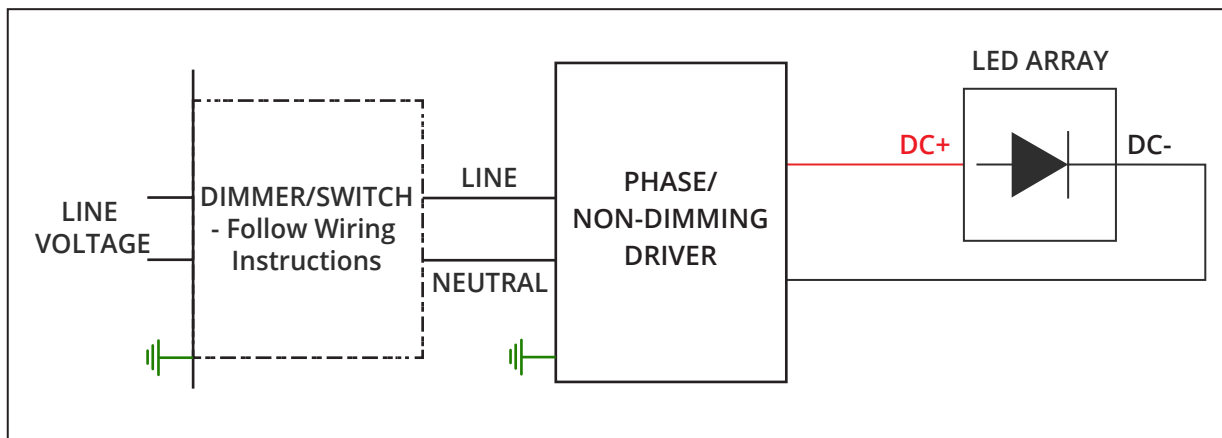 LED ARRAY
DC+
DC-
LINE
VOLTAGE
DIMMER/SWITCH
- Follow Wiring
Instructions
LINE
NEUTRAL
PHASE/
NON-DIMMING
DRIVER